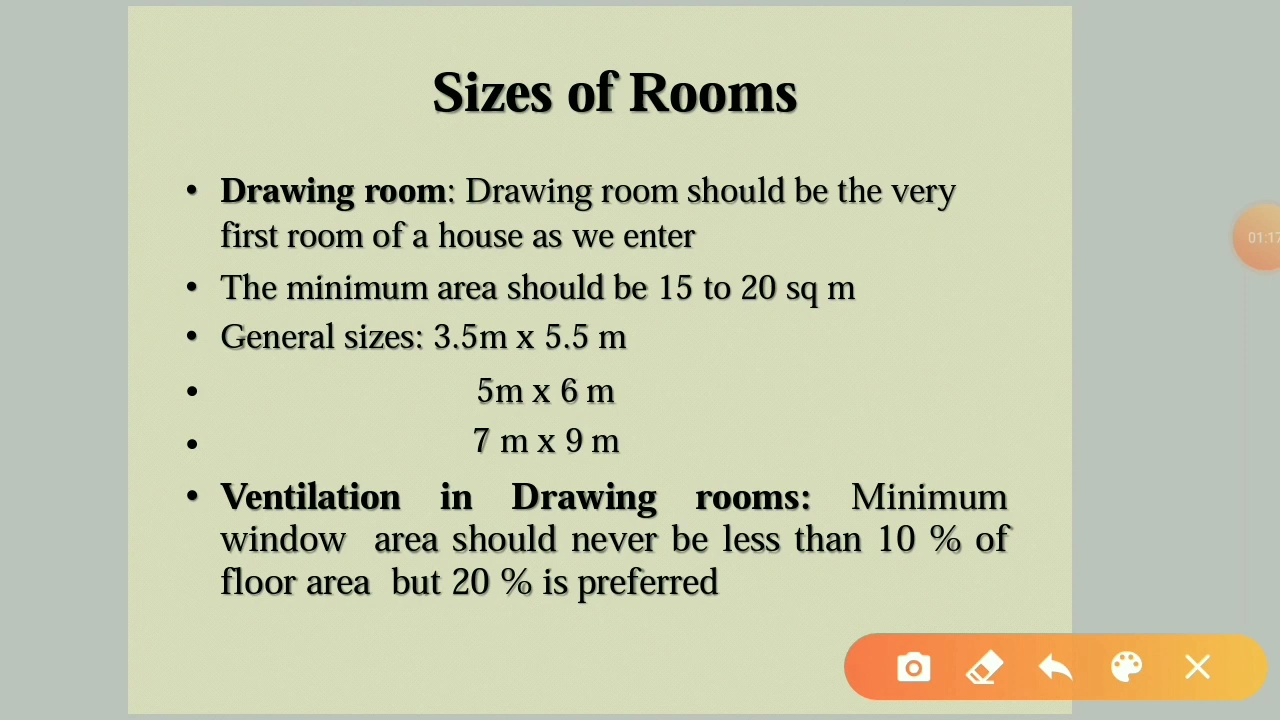 Sizes of Rooms
• Drawing room: Drawing room should be the very
first room of a house as we enter
• The minimum area should be 15 to 20 sq m
• General sizes: 3.5m x 5.5 m
• 5m x 6 m
• 7 m x 9 m
• Ventilation in Drawing rooms: Minimum
window area should never be less than 10 % of
floor area but 20 % is preferred
01:17